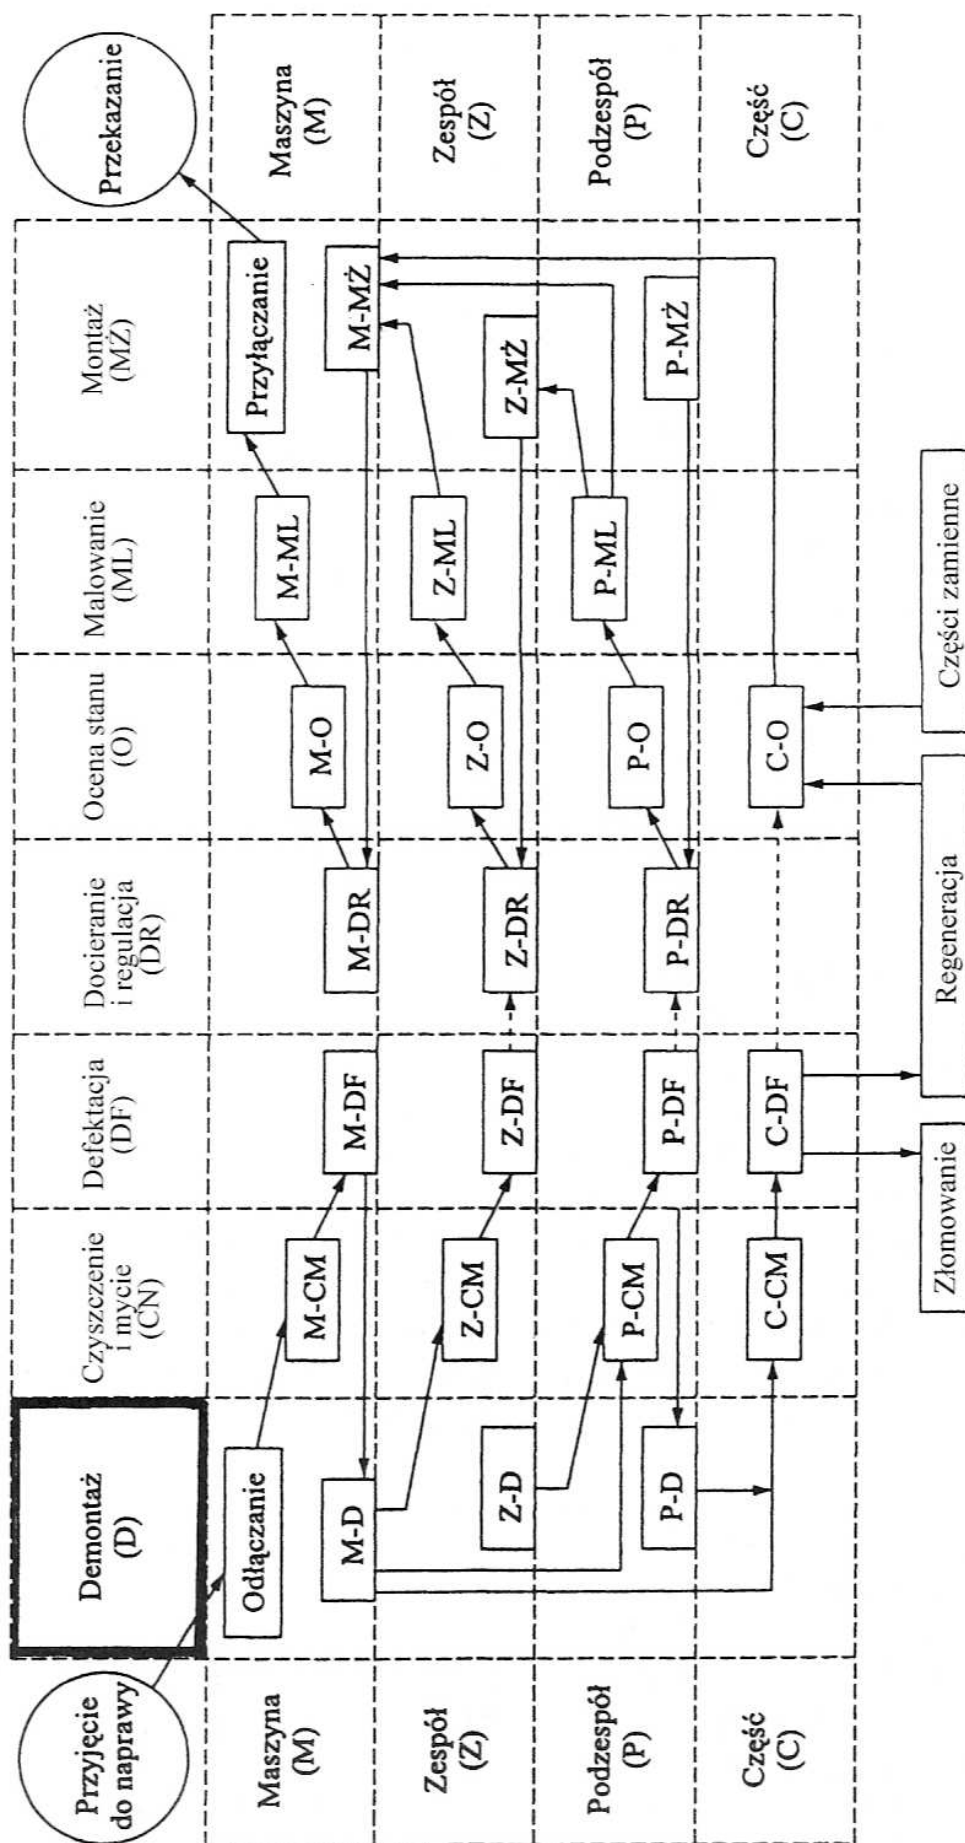 Przyjęcie
do naprawy
Demontaż
(D)
Czyszczenie
i mycie
(CN)
Defektacja
(DF)
Docieranie
i regulacja
(DR)
Ocena stanu
(O)
Malowanie
(ML)
Montaż
(MŻ)
Przekazanie
Maszyna
(M)
Odłączanie
M-D
M-CM
M-DF
M-DR
M-O
M-ML
Przyłączanie
M-MŻ
Maszyna
(M)
Zespół
(Z)
Z-D
Z-CM
Z-DF
Z-DR
Z-O
Z-ML
Z-MŻ
Zespół
(Z)
Podzespół
(P)
P-D
P-CM
P-DF
P-DR
P-O
P-ML
P-MŻ
Podzespół
(P)
Część
(C)
C-CM
C-DF
C-O
Część
(C)
Złomowanie
Regeneracja
Części zamienne